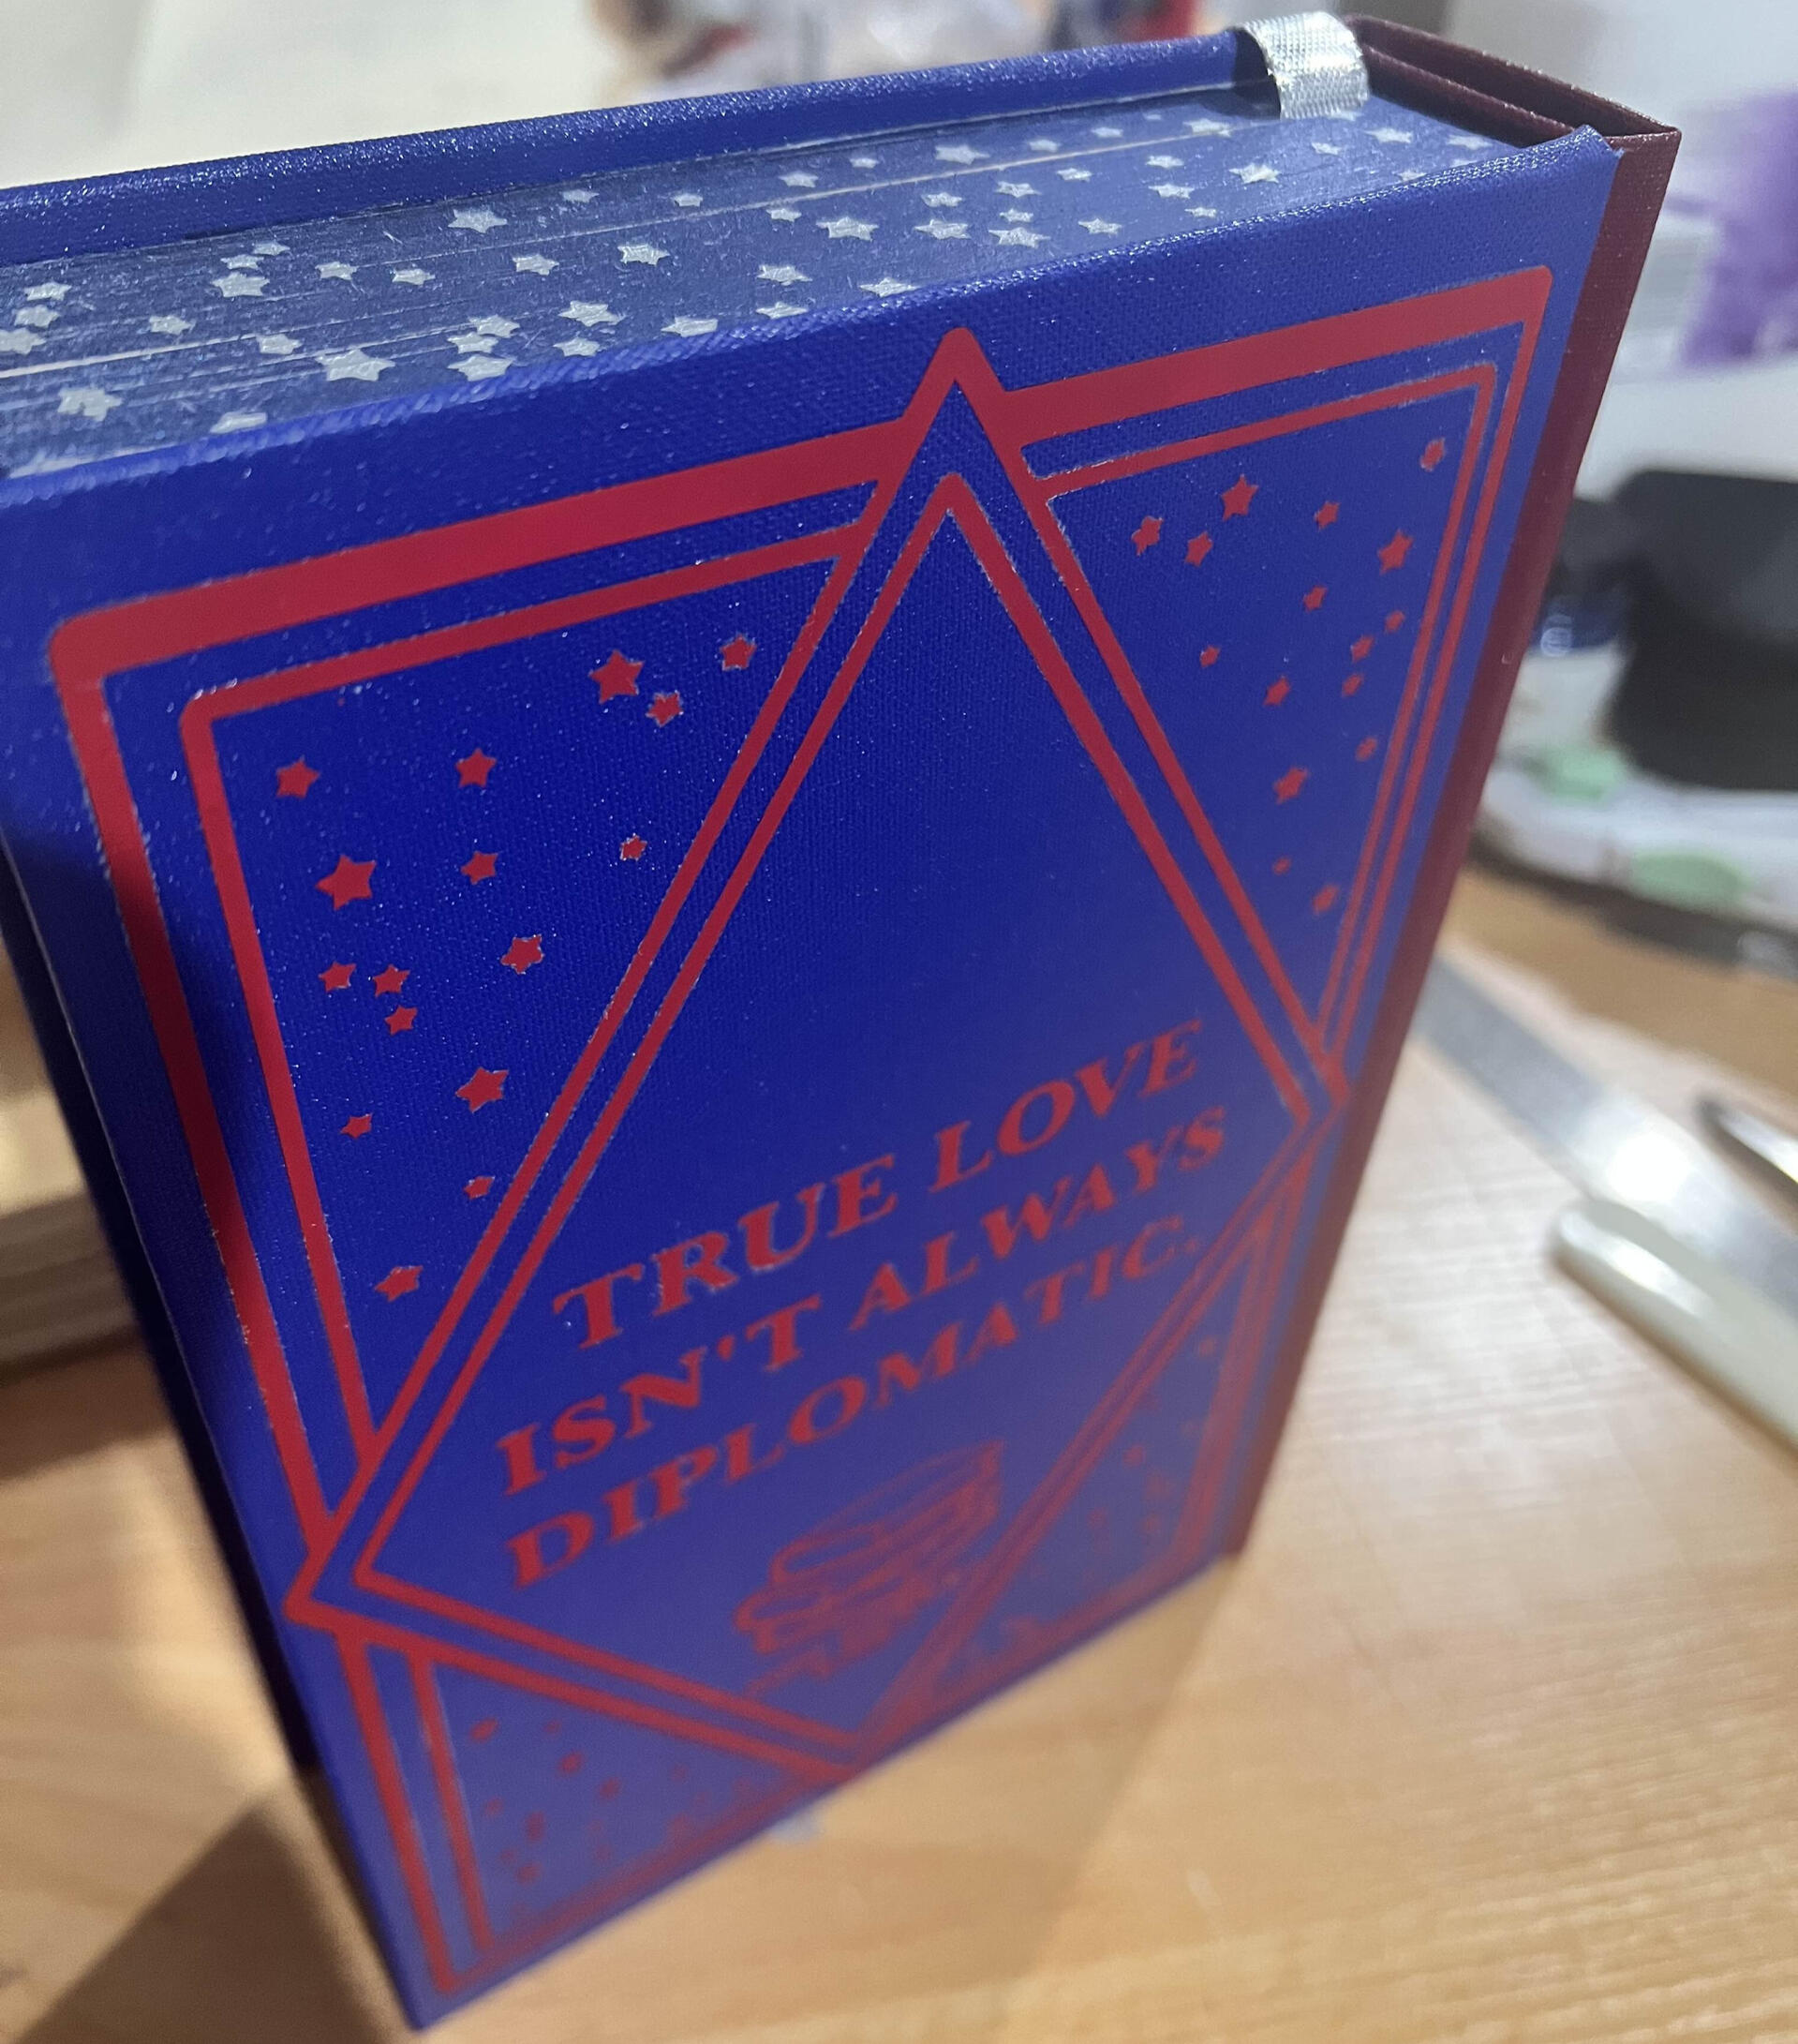 TRUE LOVE
ISN'T ALWAYS
DIPLOMATIC.